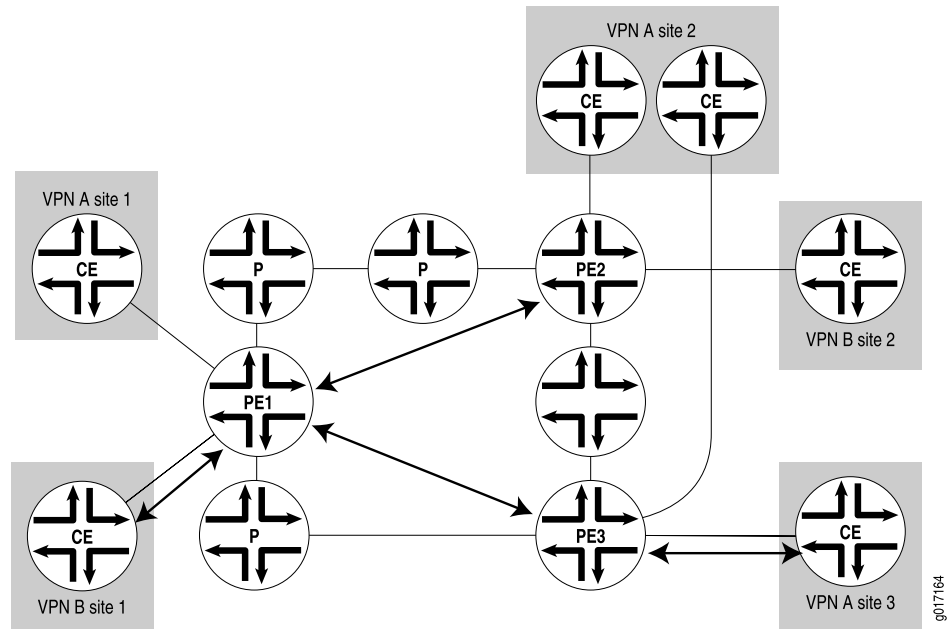 VPN A site 2
CE
CE
VPN A site 1
CE
P
P
PE2
CE
VPN B site 2
PE1
CE
VPN B site 1
P
PE3
CE
VPN A site 3
g017164